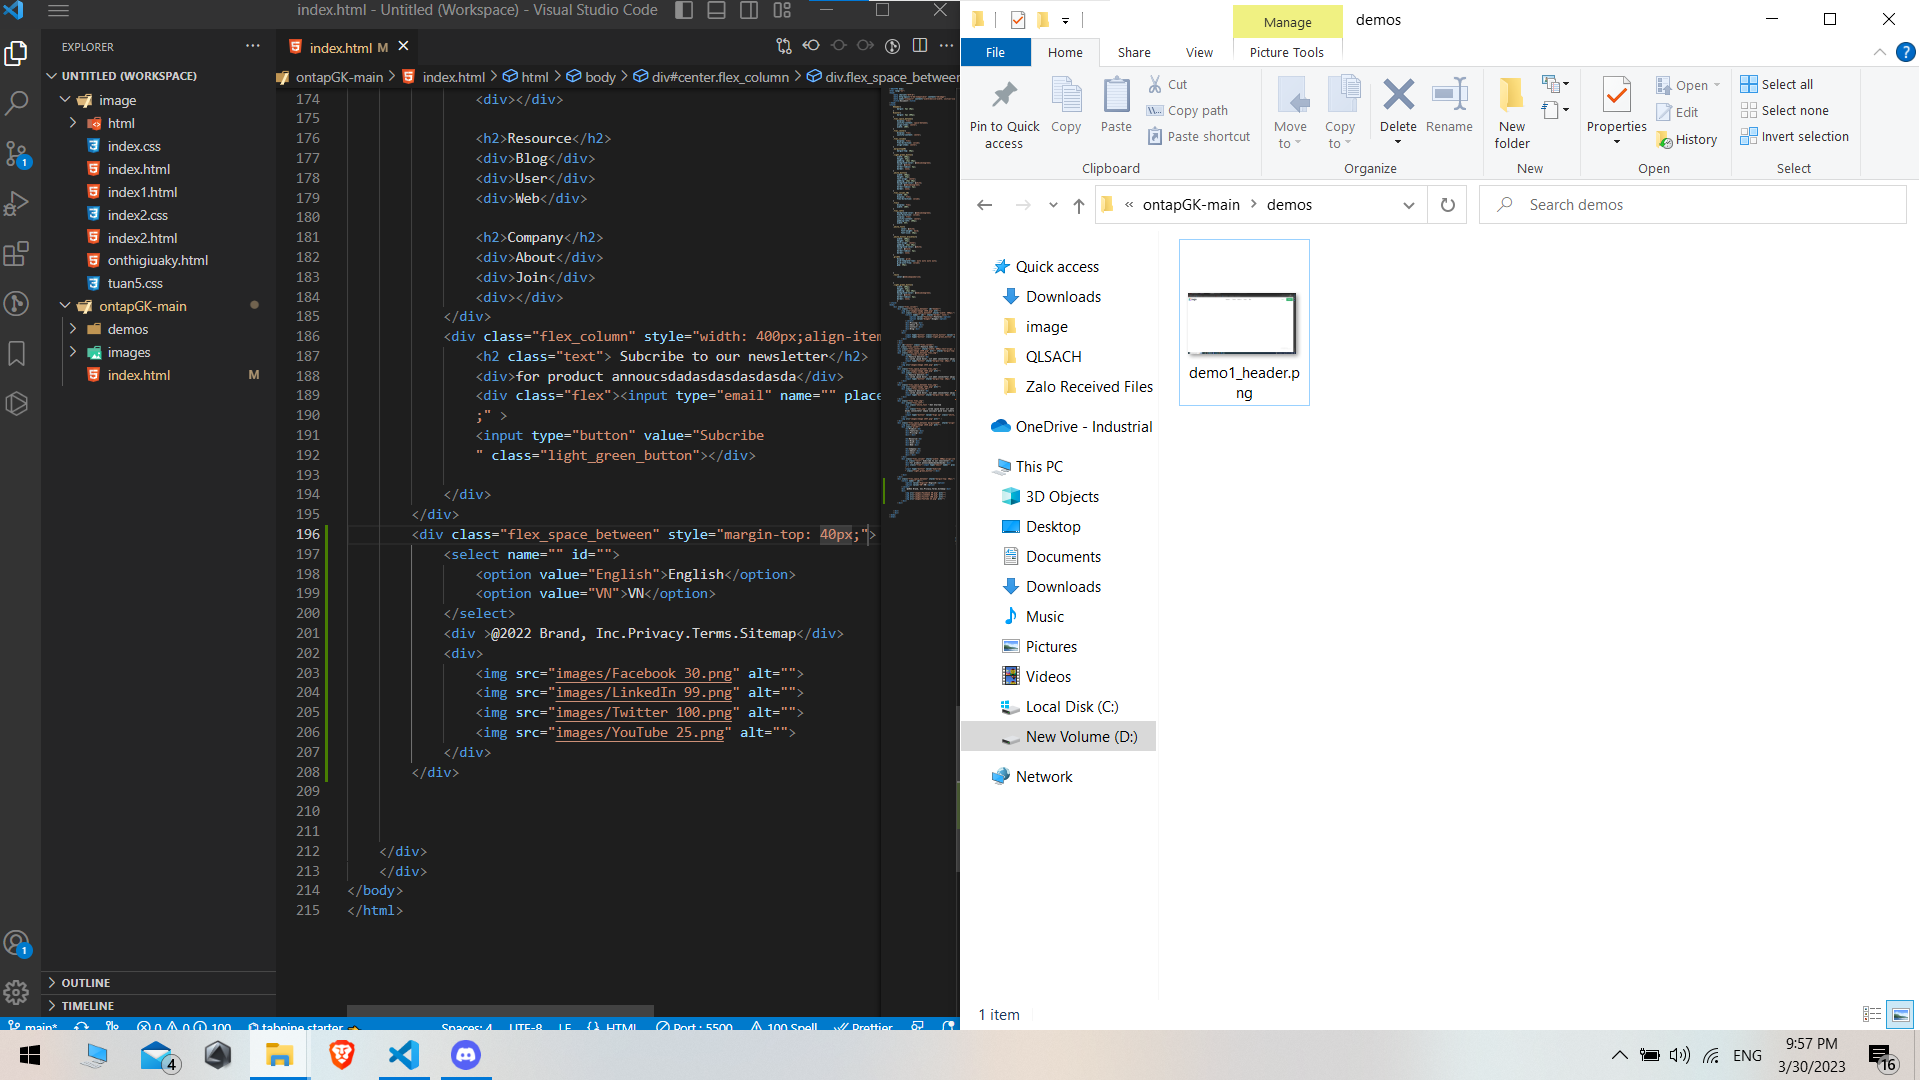 index.html - Untitled (Workspace) - Visual Studio Code
EXPLORER
UNTITLED (WORKSPACE)
image
html
index.css
index.html
index1.html
index2.css
index2.html
onthigiuaky.html
tuan5.css
ontapGK-main
demos
images
index.html M
OUTLINE
TIMELINE
1
1
index.html M
ontapGK-main > index.html > html > body > div#center.flex_column > div.flex_space_between
174 <div></div>
175
176 <h2>Resource</h2>
177 <div>Blog</div>
178 <div>User</div>
179 <div>Web</div>
180
181 <h2>Company</h2>
182 <div>About</div>
183 <div>Join</div>
184 <div></div>
185 </div>
186 <div class="flex_column" style="width: 400px;align-item
187 <h2 class="text"> Subcribe to our newsletter</h2>
188 <div>for product annoucsdadasdasdasdasda</div>
189 <div class="flex"><input type="email" name="" place
190 ;" >
191 <input type="button" value="Subcribe
192 " class="light_green_button"></div>
193
194 </div>
195 </div>
196 <div class="flex_space_between" style="margin-top: 40px;">
197 <select name="" id="">
198 <option value="English">English</option>
199 <option value="VN">VN</option>
200 </select>
201 <div >@2022 Brand, Inc.Privacy.Terms.Sitemap</div>
202 <div>
203 <img src="images/Facebook 30.png" alt="">
204 <img src="images/LinkedIn 99.png" alt="">
205 <img src="images/Twitter 100.png" alt="">
206 <img src="images/YouTube 25.png" alt="">
207 </div>
208 </div>
209
210
211
212 </div>
213 </div>
214 </body>
215 </html>
main* 0 0 100 tabnine starter Spaces: 4 UTF-8 LF HTML Port : 5500 100 Spell Prettier
Manage
demos
File Home Share View Picture Tools
Pin to Quick access
Copy
Paste
Cut
Copy path
Paste shortcut
Clipboard
Move to
Copy to
Delete
Rename
Organize
New folder
New
Properties
Open
Edit
History
Open
Select all
Select none
Invert selection
Select
« ontapGK-main > demos
Search demos
Quick access
Downloads
image
QLSACH
Zalo Received Files
OneDrive - Industrial
This PC
3D Objects
Desktop
Documents
Downloads
Music
Pictures
Videos
Local Disk (C:)
New Volume (D:)
Network
demo1_header.p
ng
1 item
4
ENG
9:57 PM
3/30/2023
16